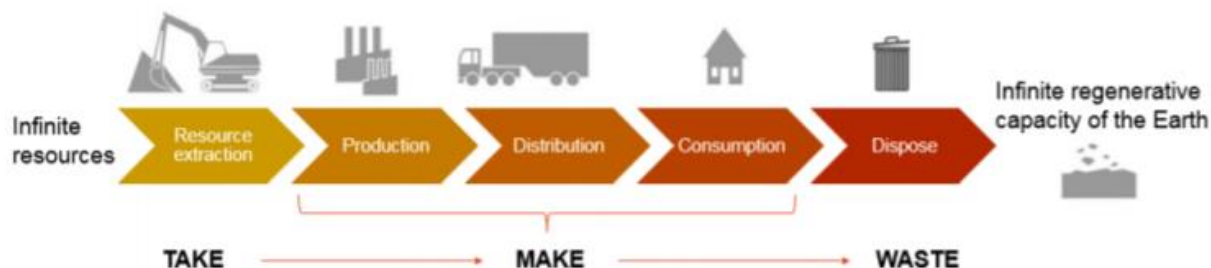 Infinite
resources
Resource
extraction
Production
Distribution
Consumption
Dispose
Infinite regenerative
capacity of the Earth
TAKE
MAKE
WASTE